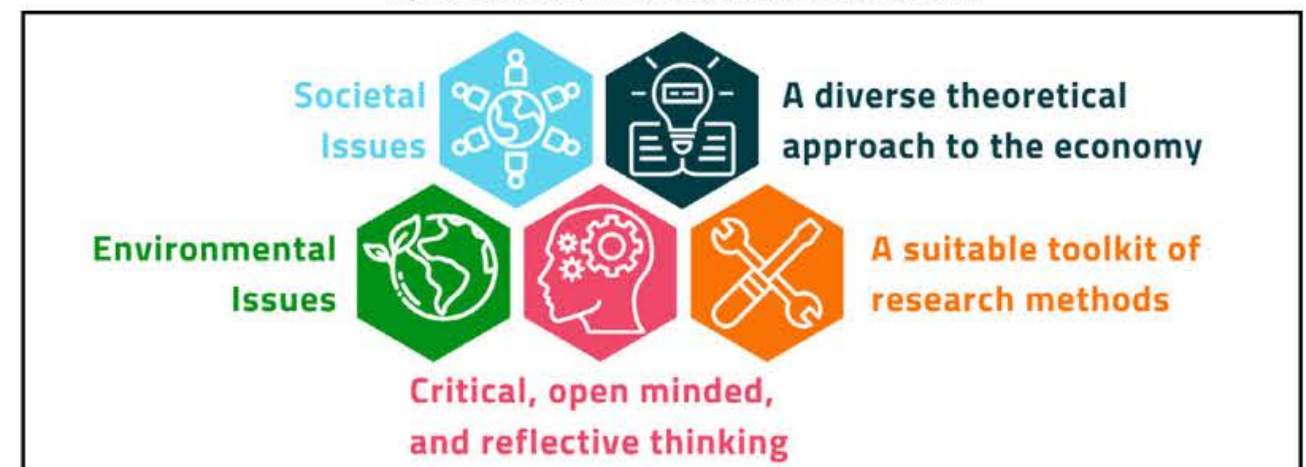 Societal
Issues
A diverse theoretical
approach to the economy
Environmental
Issues
A suitable toolkit of
research methods
Critical, open minded,
and reflective thinking